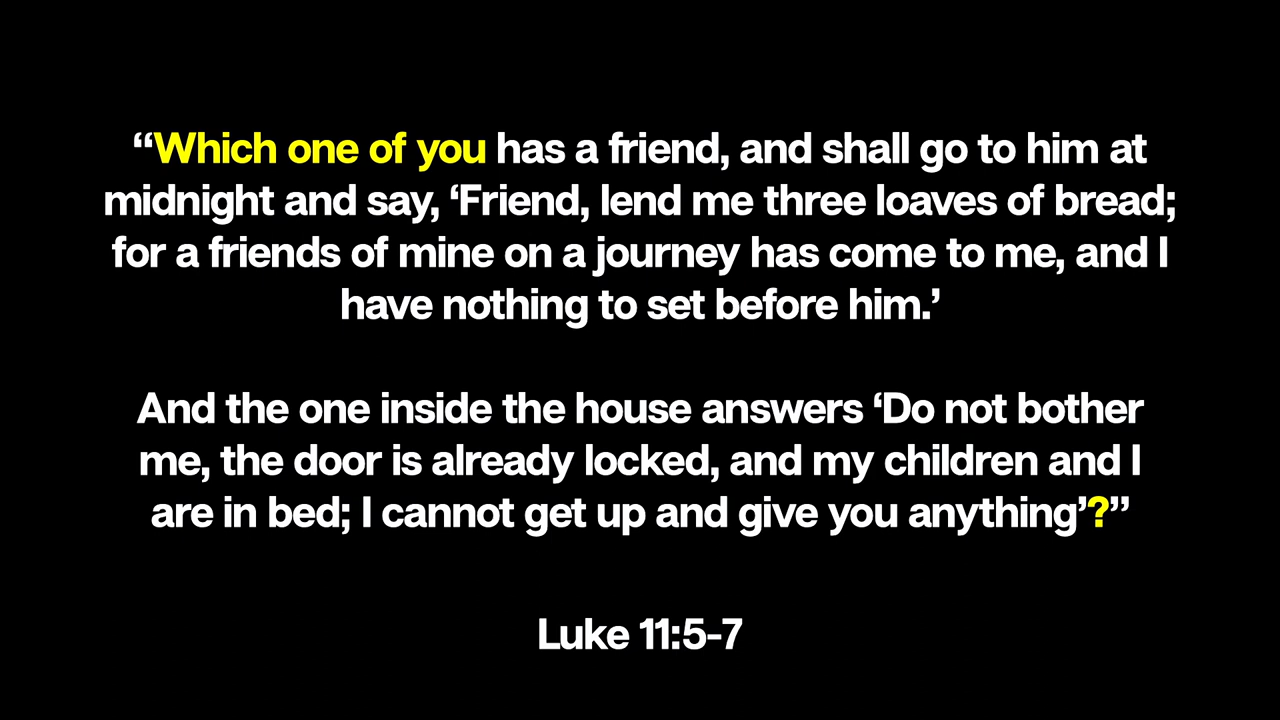 “Which one of you has a friend, and shall go to him at
midnight and say, ‘Friend, lend me three loaves of bread;
for a friends of mine on a journey has come to me, and I
have nothing to set before him.’
And the one inside the house answers ‘Do not bother
me, the door is already locked, and my children and I
are in bed; I cannot get up and give you anything’?”
Luke 11:5-7